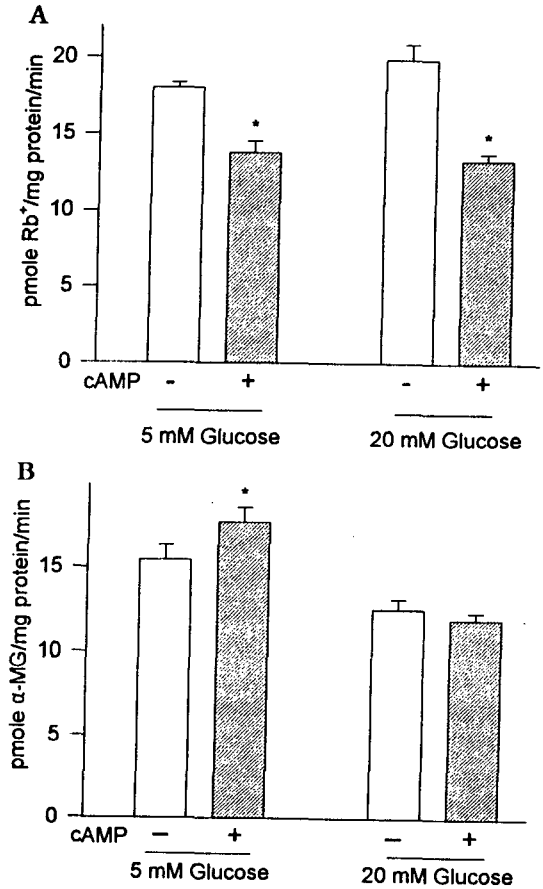 A
pmole Rb⁺/mg protein/min
20
15
10
5
0
*
*
cAMP - + - +
5 mM Glucose 20 mM Glucose
B
pmole α-MG/mg protein/min
15
10
5
0
*
cAMP − + − +
5 mM Glucose 20 mM Glucose